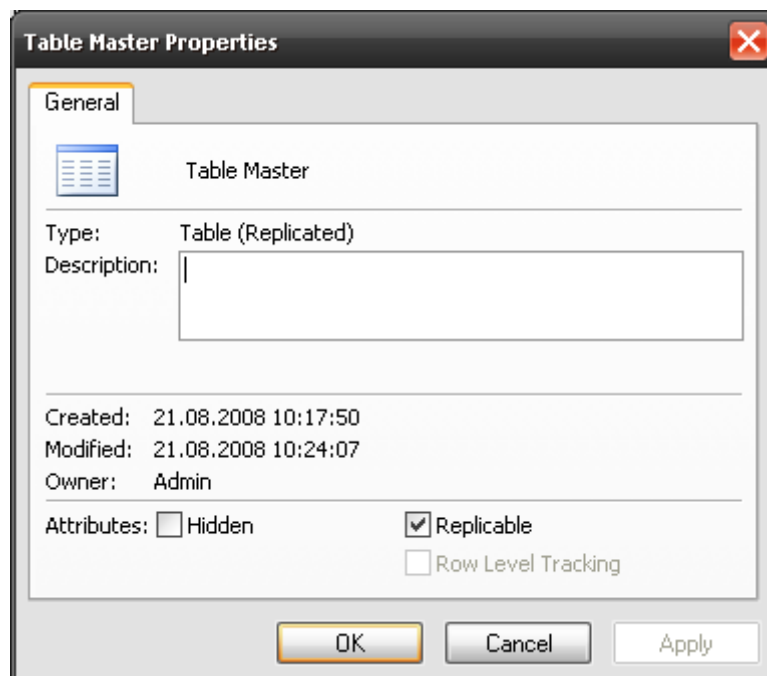 Table Master Properties
General
Table Master
Type: Table (Replicated)
Description:
Created: 21.08.2008 10:17:50
Modified: 21.08.2008 10:24:07
Owner: Admin
Attributes: Hidden Replicable
Row Level Tracking
OK Cancel Apply